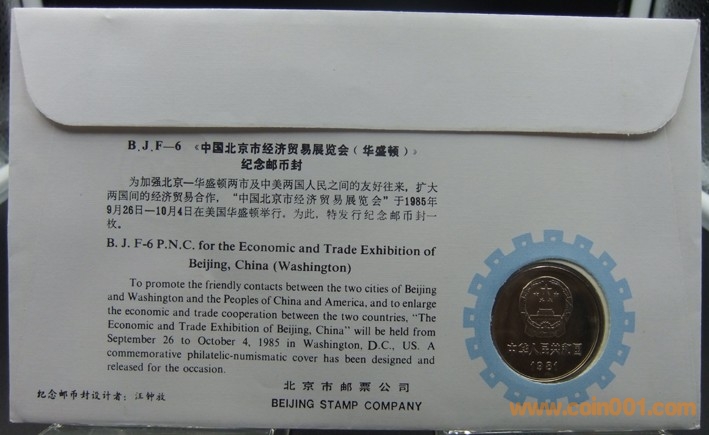 B.J.F—6 《中国北京市经济贸易展览会(华盛顿)》
纪念邮币封
为加强北京—华盛顿两市及中美两国人民之间的友好往来，扩大
两国间的经济贸易合作，“中国北京市经济贸易展览会”于1985年
9月26日—10月4日在美国华盛顿举行。为此，特发行纪念邮币封一
枚。
B. J. F-6 P.N.C. for the Economic and Trade Exhibition of
Beijing, China (Washington)
To promote the friendly contacts between the two cities of Beijing
and Washington and the Peoples of China and America, and to enlarge
the economic and trade cooperation between the two countries, "The
Economic and Trade Exhibition of Beijing, China" will be held from
September 26 to October 4, 1985 in Washington, D.C., US. A
commemorative philatelic-numismatic cover has been designed and
released for the occasion.
北京市邮票公司
BEIJING STAMP COMPANY
纪念邮币封设计者：汪钟放
中华人民共和国
1981
www.coin001.com